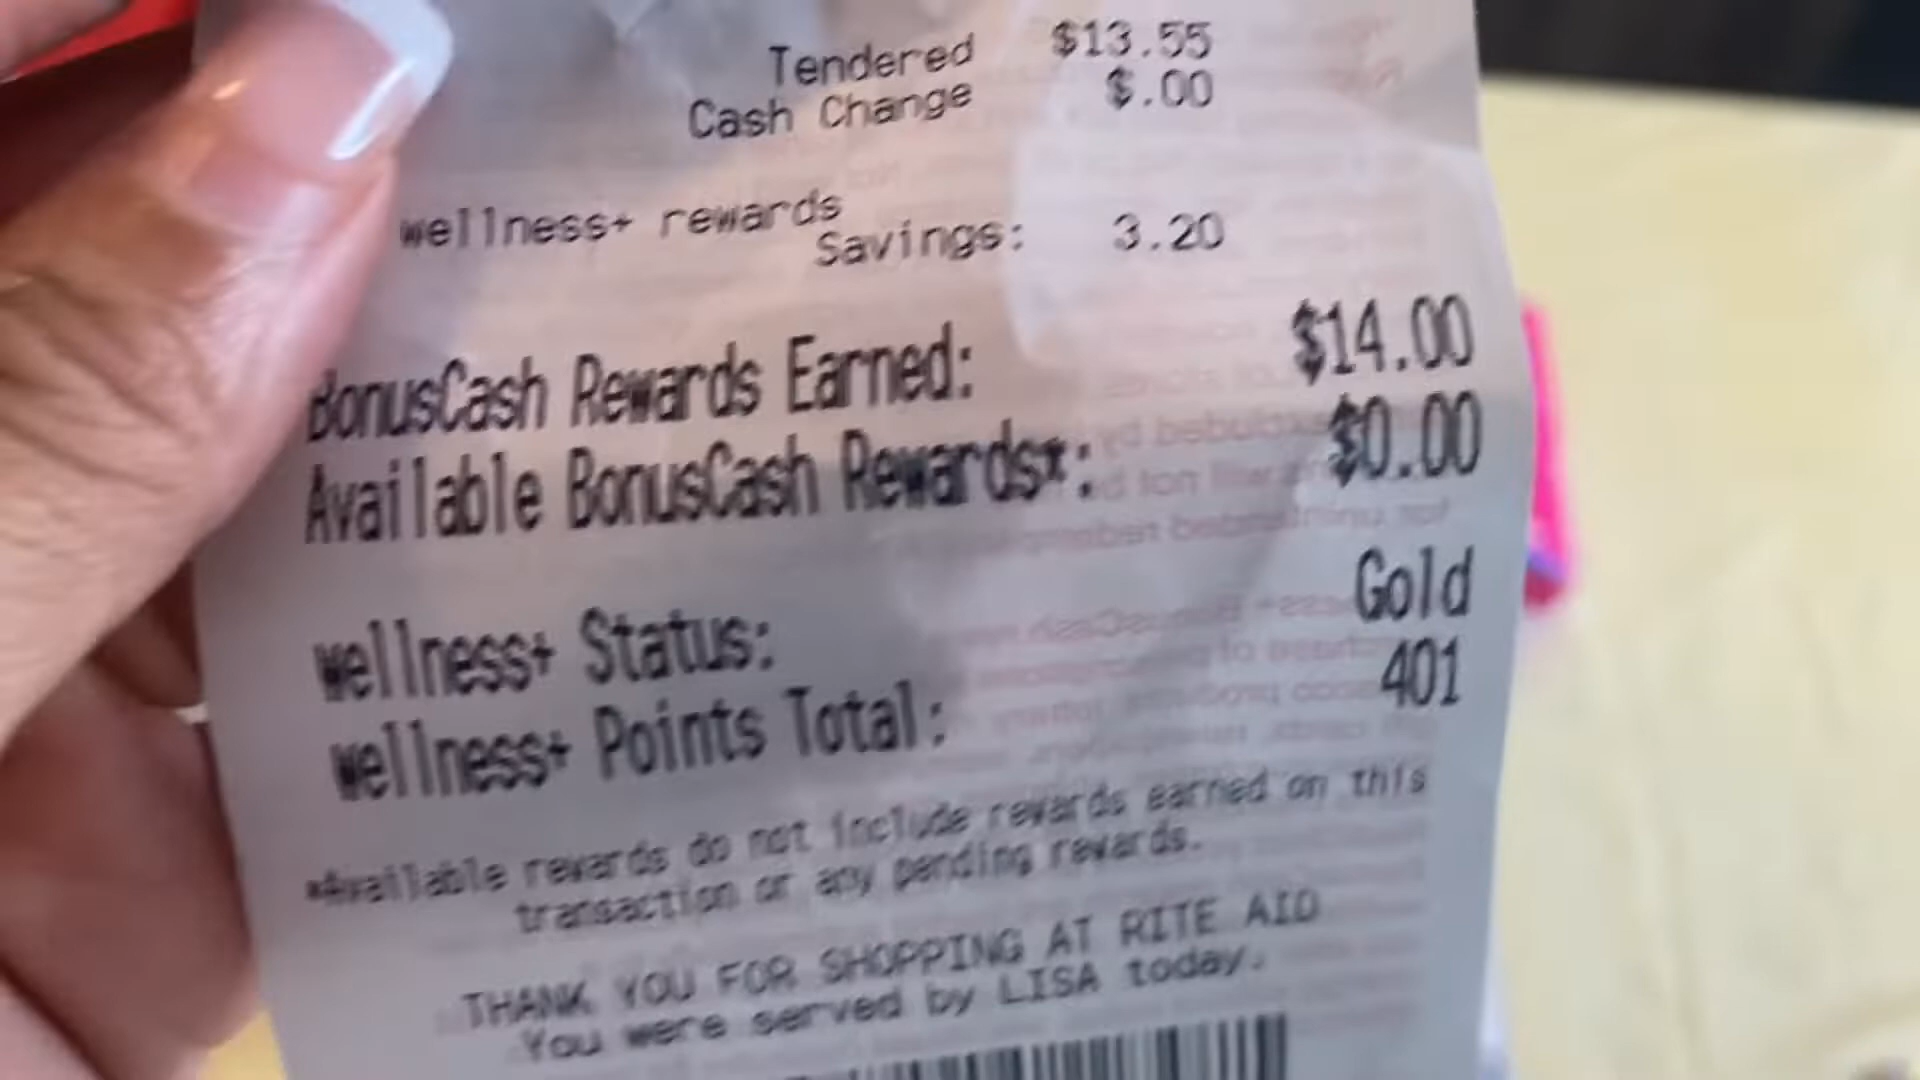 Tendered $13.55
Cash Change $.00
wellness+ rewards
Savings: 3.20
BonusCash Rewards Earned: $14.00
Available BonusCash Rewards*: $0.00
wellness+ Status: Gold
wellness+ Points Total: 401
*Available rewards do not include rewards earned on this
transaction or any pending rewards.
THANK YOU FOR SHOPPING AT RITE AID
You were served by LISA today.